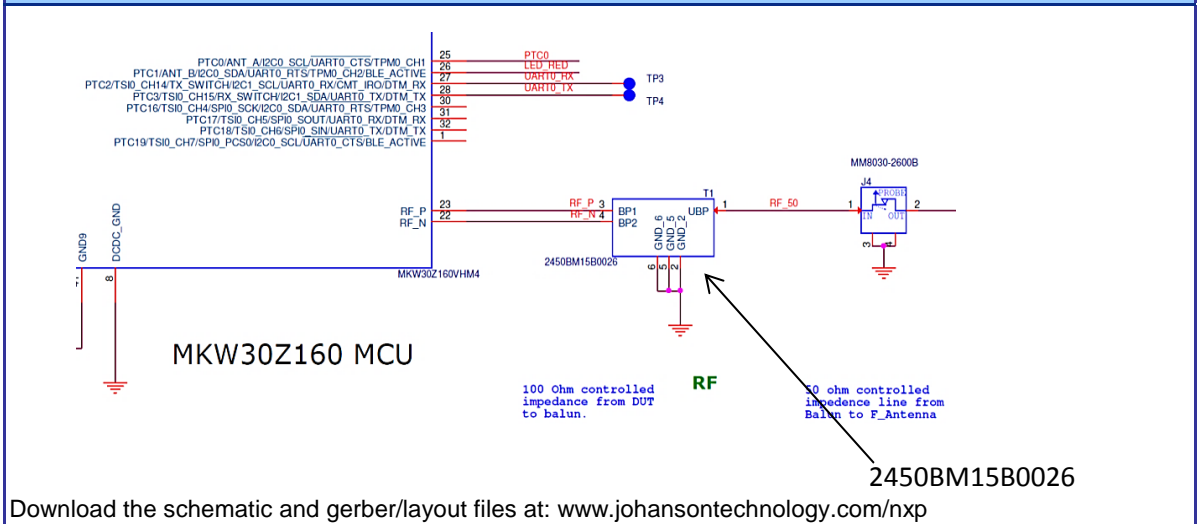 PTC0/ANT_A/I2C0_SCL/UART0_CTS/TPM0_CH1 25 PTC0
PTC1/ANT_B/I2C0_SDA/UART0_RTS/TPM0_CH2/BLE_ACTIVE 26 LED_RED
PTC2/TSI0_CH14/TX_SWITCH/I2C1_SCL/UART0_RX/CMT_IRO/DTM_RX 27 UART0_RX TP3
PTC3/TSI0_CH15/RX_SWITCH/I2C1_SDA/UART0_TX/DTM_TX 28 UART0_TX TP4
PTC16/TSI0_CH4/SPI0_SCK/I2C0_SDA/UART0_RTS/TPM0_CH3 30
PTC17/TSI0_CH5/SPI0_SOUT/UART0_RX/DTM_RX 31
PTC18/TSI0_CH6/SPI0_SIN/UART0_TX/DTM_TX 32
PTC19/TSI0_CH7/SPI0_PCS0/I2C0_SCL/UART0_CTS/BLE_ACTIVE 1
MM8030-2600B
J4
PROBE
IN OUT
1 2
3 4
T1
RF_P 23 RF_P 3 BP1 UBP 1 RF_50
RF_N 22 RF_N 4 BP2
GND_6 GND_5 GND_2
6 5 2
2450BM15B0026
GND9
DCDC_GND
8
MKW30Z160VHM4
MKW30Z160 MCU
RF
100 Ohm controlled
impedance from DUT
to balun.
50 ohm controlled
impedence line from
Balun to F_Antenna
2450BM15B0026
Download the schematic and gerber/layout files at: www.johansontechnology.com/nxp